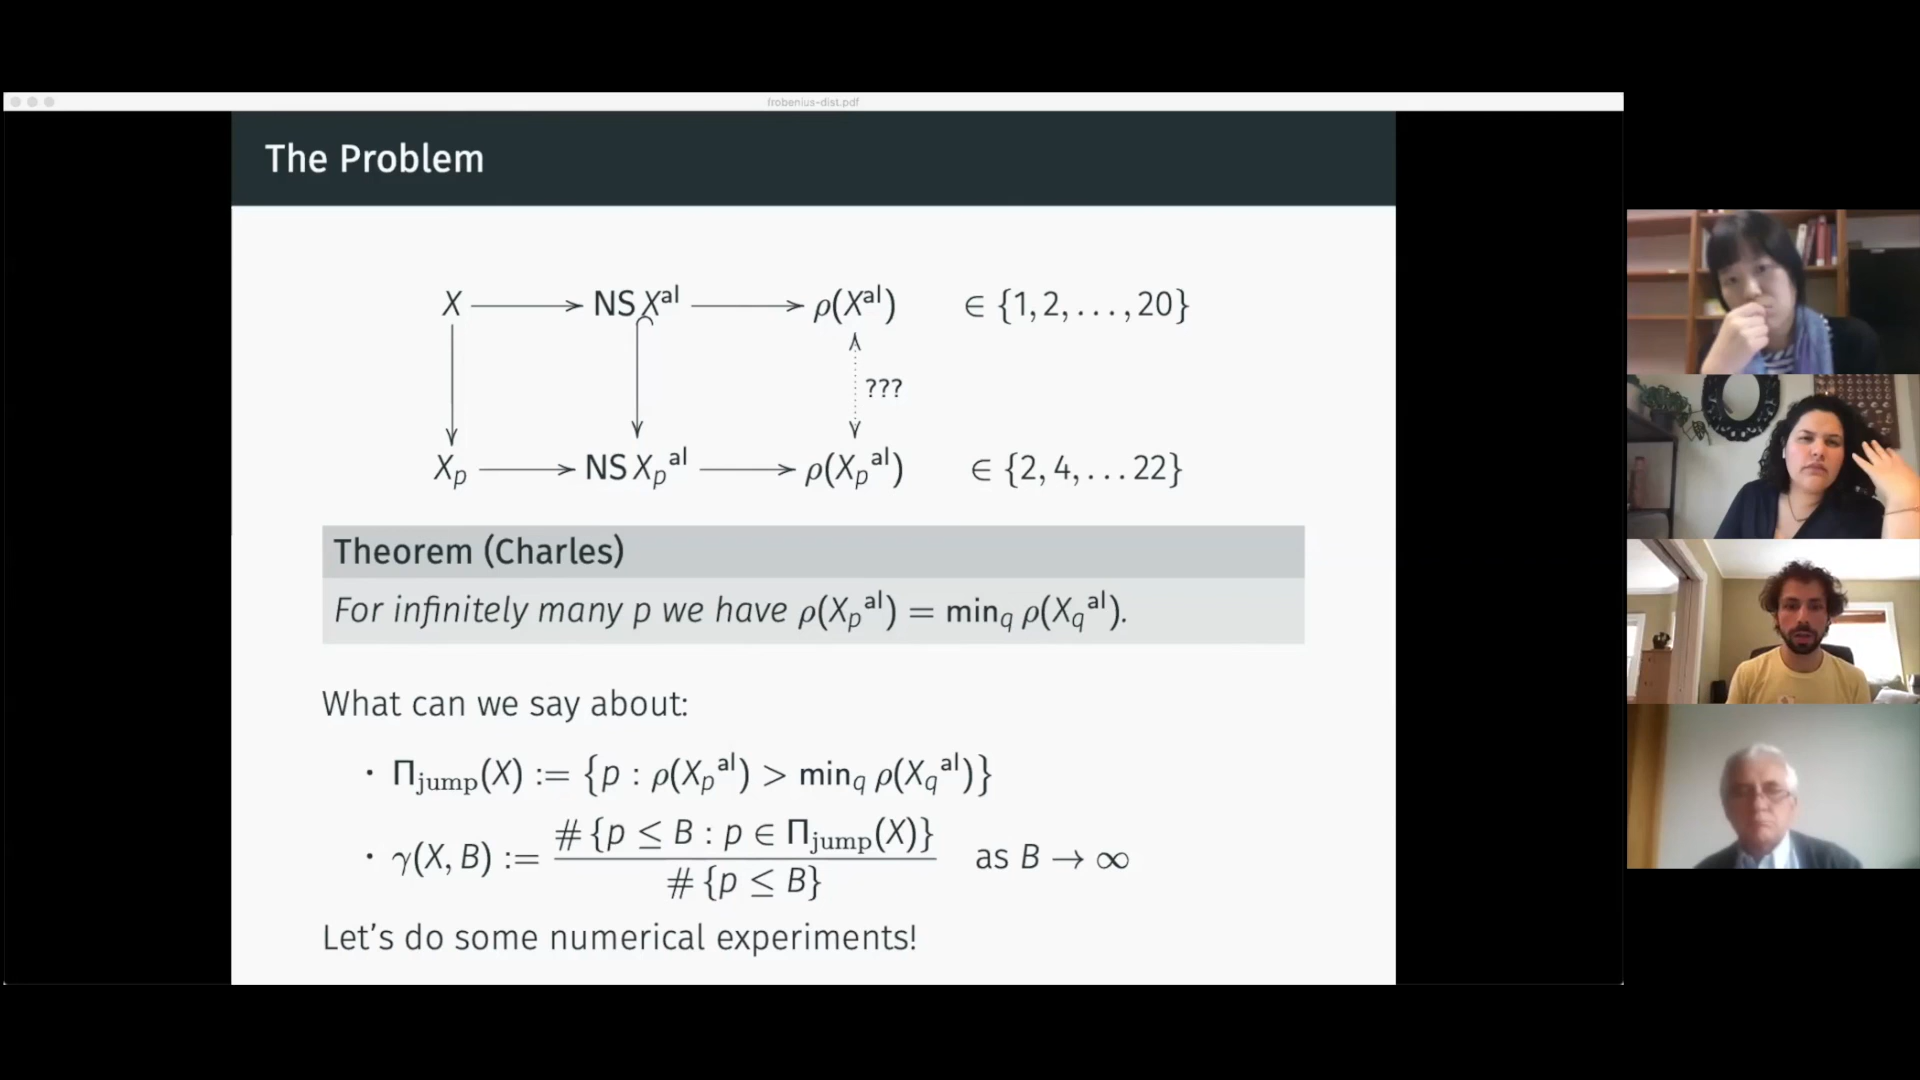 frobenius-dist.pdf
The Problem
X → NS X^al → ρ(X^al) ∈ {1, 2, . . . , 20}
???
X_p → NS X_p^al → ρ(X_p^al) ∈ {2, 4, . . . 22}
Theorem (Charles)
For infinitely many p we have ρ(X_p^al) = min_q ρ(X_q^al).
What can we say about:
· Π_jump(X) := {p : ρ(X_p^al) > min_q ρ(X_q^al)}
· γ(X, B) := # {p ≤ B : p ∈ Π_jump(X)} / # {p ≤ B} as B → ∞
Let's do some numerical experiments!